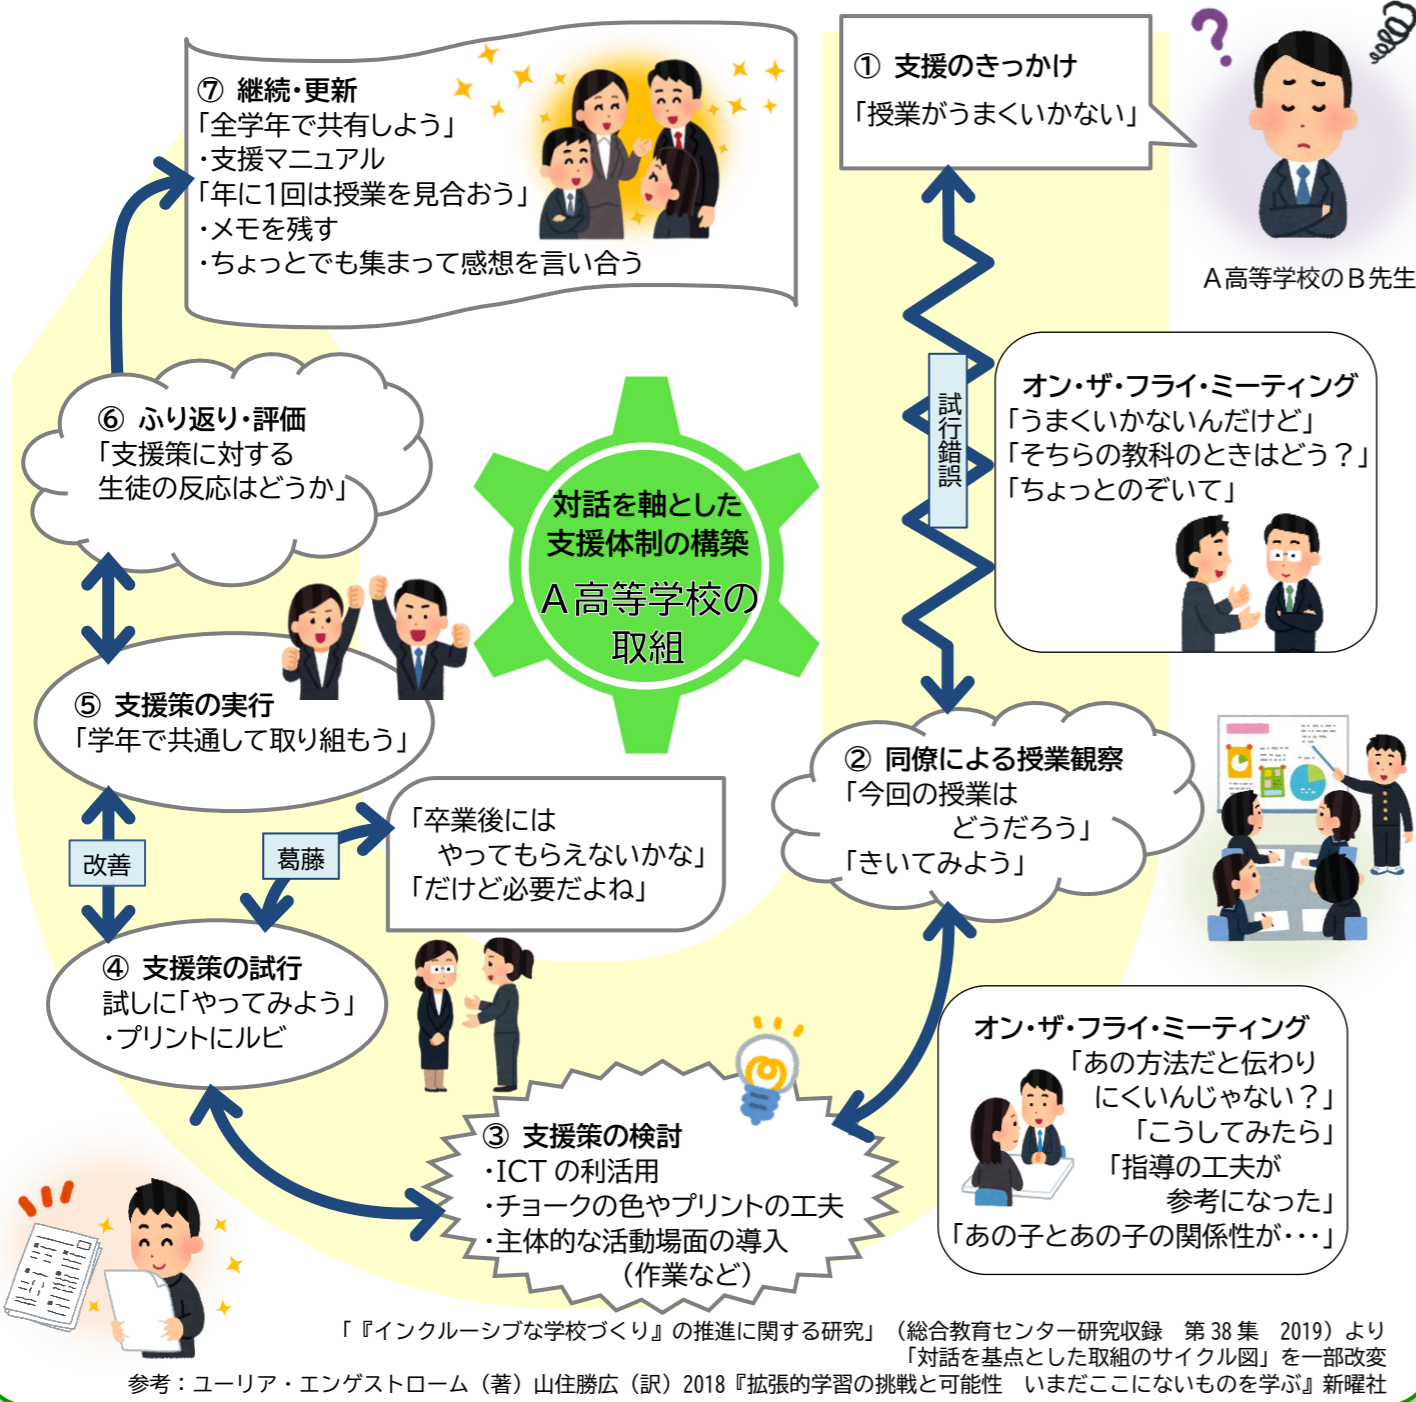 ① 支援のきっかけ
「授業がうまくいかない」
A高等学校のB先生
試行錯誤
オン・ザ・フライ・ミーティング
「うまくいかないんだけど」
「そちらの教科のときはどう？」
「ちょっとのぞいて」
② 同僚による授業観察
「今回の授業は
どうだろう」
「きいてみよう」
オン・ザ・フライ・ミーティング
「あの方法だと伝わり
にくいんじゃない？」
「こうしてみたら」
「指導の工夫が
参考になった」
「あの子とあの子の関係性が・・・」
③ 支援策の検討
・ICT の利活用
・チョークの色やプリントの工夫
・主体的な活動場面の導入
（作業など）
④ 支援策の試行
試しに「やってみよう」
・プリントにルビ
改善
葛藤
「卒業後には
やってもらえないかな」
「だけど必要だよね」
⑤ 支援策の実行
「学年で共通して取り組もう」
⑥ ふり返り・評価
「支援策に対する
生徒の反応はどうか」
⑦ 継続・更新
「全学年で共有しよう」
・支援マニュアル
「年に1回は授業を見合おう」
・メモを残す
・ちょっとでも集まって感想を言い合う
対話を軸とした
支援体制の構築
A高等学校の
取組
「『インクルーシブな学校づくり』の推進に関する研究」（総合教育センター研究収録　第38集　2019）より
「対話を基点とした取組のサイクル図」を一部改変
参考：ユーリア・エンゲストローム（著）山住勝広（訳）2018『拡張的学習の挑戦と可能性　いまだここにないものを学ぶ』新曜社